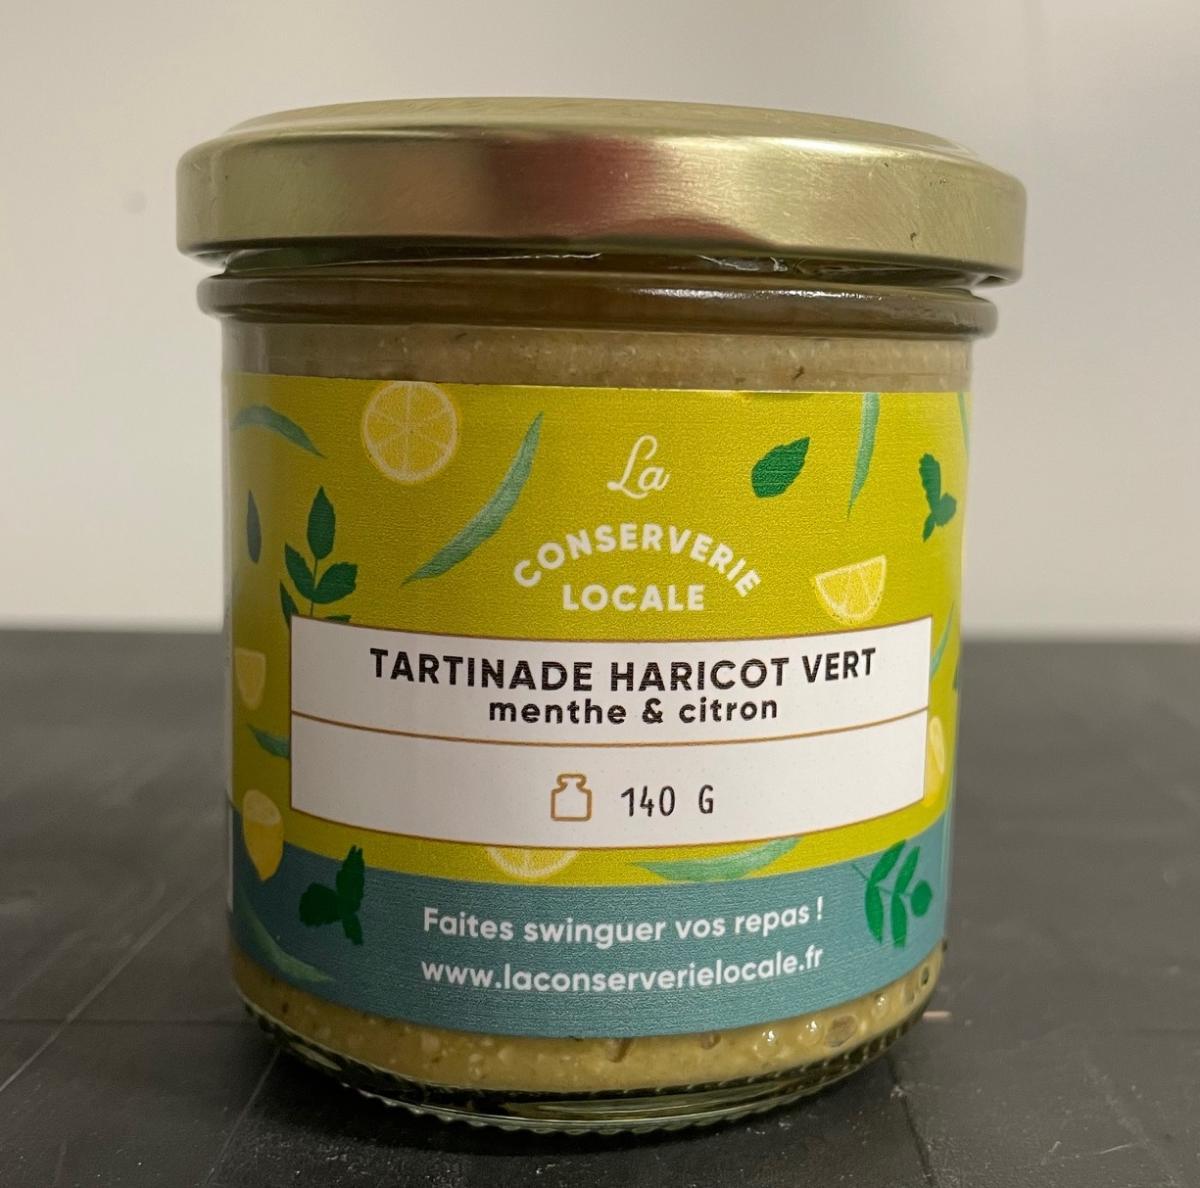 La
CONSERVERIE
LOCALE
TARTINADE HARICOT VERT
menthe & citron
140 G
Faites swinguer vos repas !
www.laconserverielocale.fr